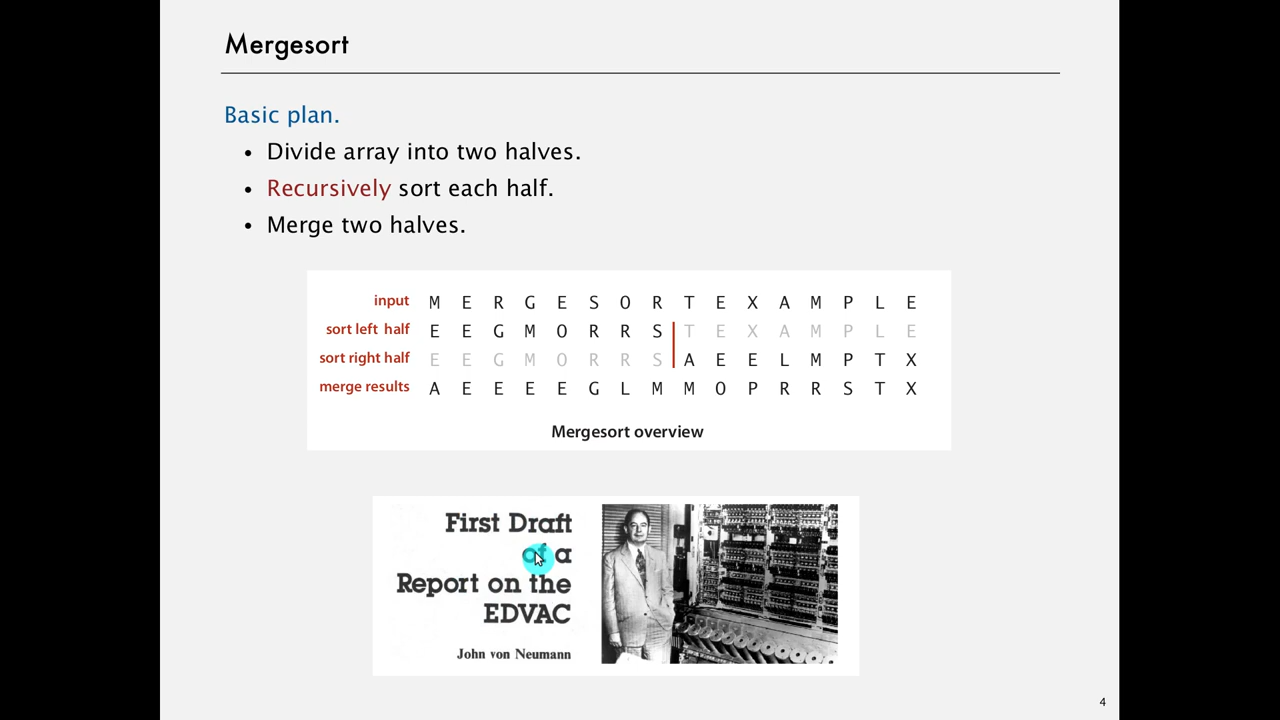 Mergesort
Basic plan.
• Divide array into two halves.
• Recursively sort each half.
• Merge two halves.
input M E R G E S O R T E X A M P L E
sort left half E E G M O R R S T E X A M P L E
sort right half E E G M O R R S A E E L M P T X
merge results A E E E E G L M M O P R R S T X
Mergesort overview
First Draft
of a
Report on the
EDVAC
John von Neumann
4